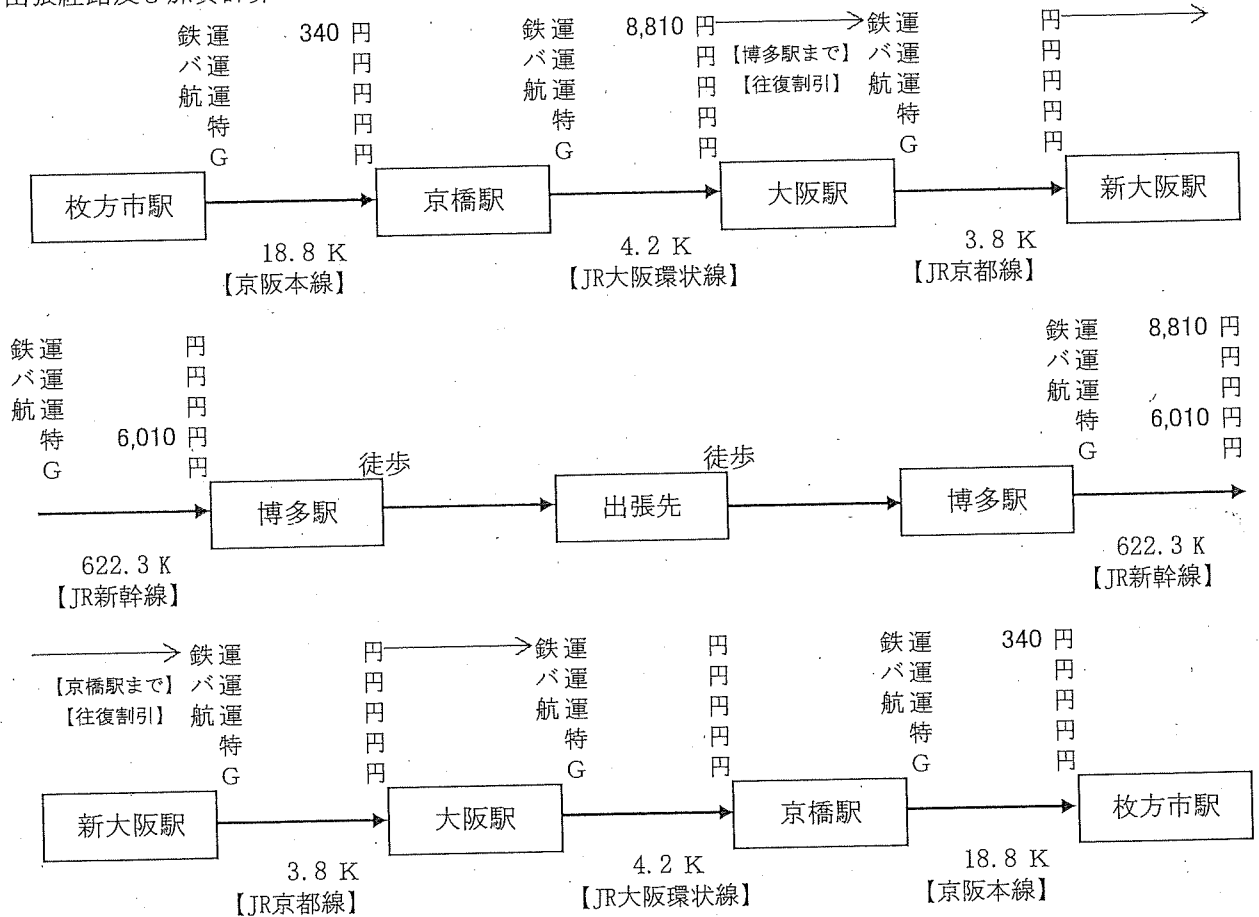 出張経路及び旅費計算
鉄運 340 円 鉄運 8,810 円 鉄運 円
バ運 円 バ運 円 【博多駅まで】 バ運 円
航運 円 航運 円 【往復割引】 航運 円
特 円 特 円 特 円
G 円 G 円 G 円
枚方市駅 京橋駅 大阪駅 新大阪駅
18.8 K 4.2 K 3.8 K
【京阪本線】 【JR大阪環状線】 【JR京都線】
鉄運 円 鉄運 8,810 円
バ運 円 バ運 円
航運 円 航運 円
特 6,010 円 特 6,010 円
G 円 徒歩 徒歩 G 円
博多駅 出張先 博多駅
622.3 K 622.3 K
【JR新幹線】 【JR新幹線】
鉄運 円 鉄運 円 鉄運 340 円
【京橋駅まで】 バ運 円 バ運 円 バ運 円
【往復割引】 航運 円 航運 円 航運 円
特 円 特 円 特 円
G 円 G 円 G 円
新大阪駅 大阪駅 京橋駅 枚方市駅
3.8 K 4.2 K 18.8 K
【JR京都線】 【JR大阪環状線】 【京阪本線】